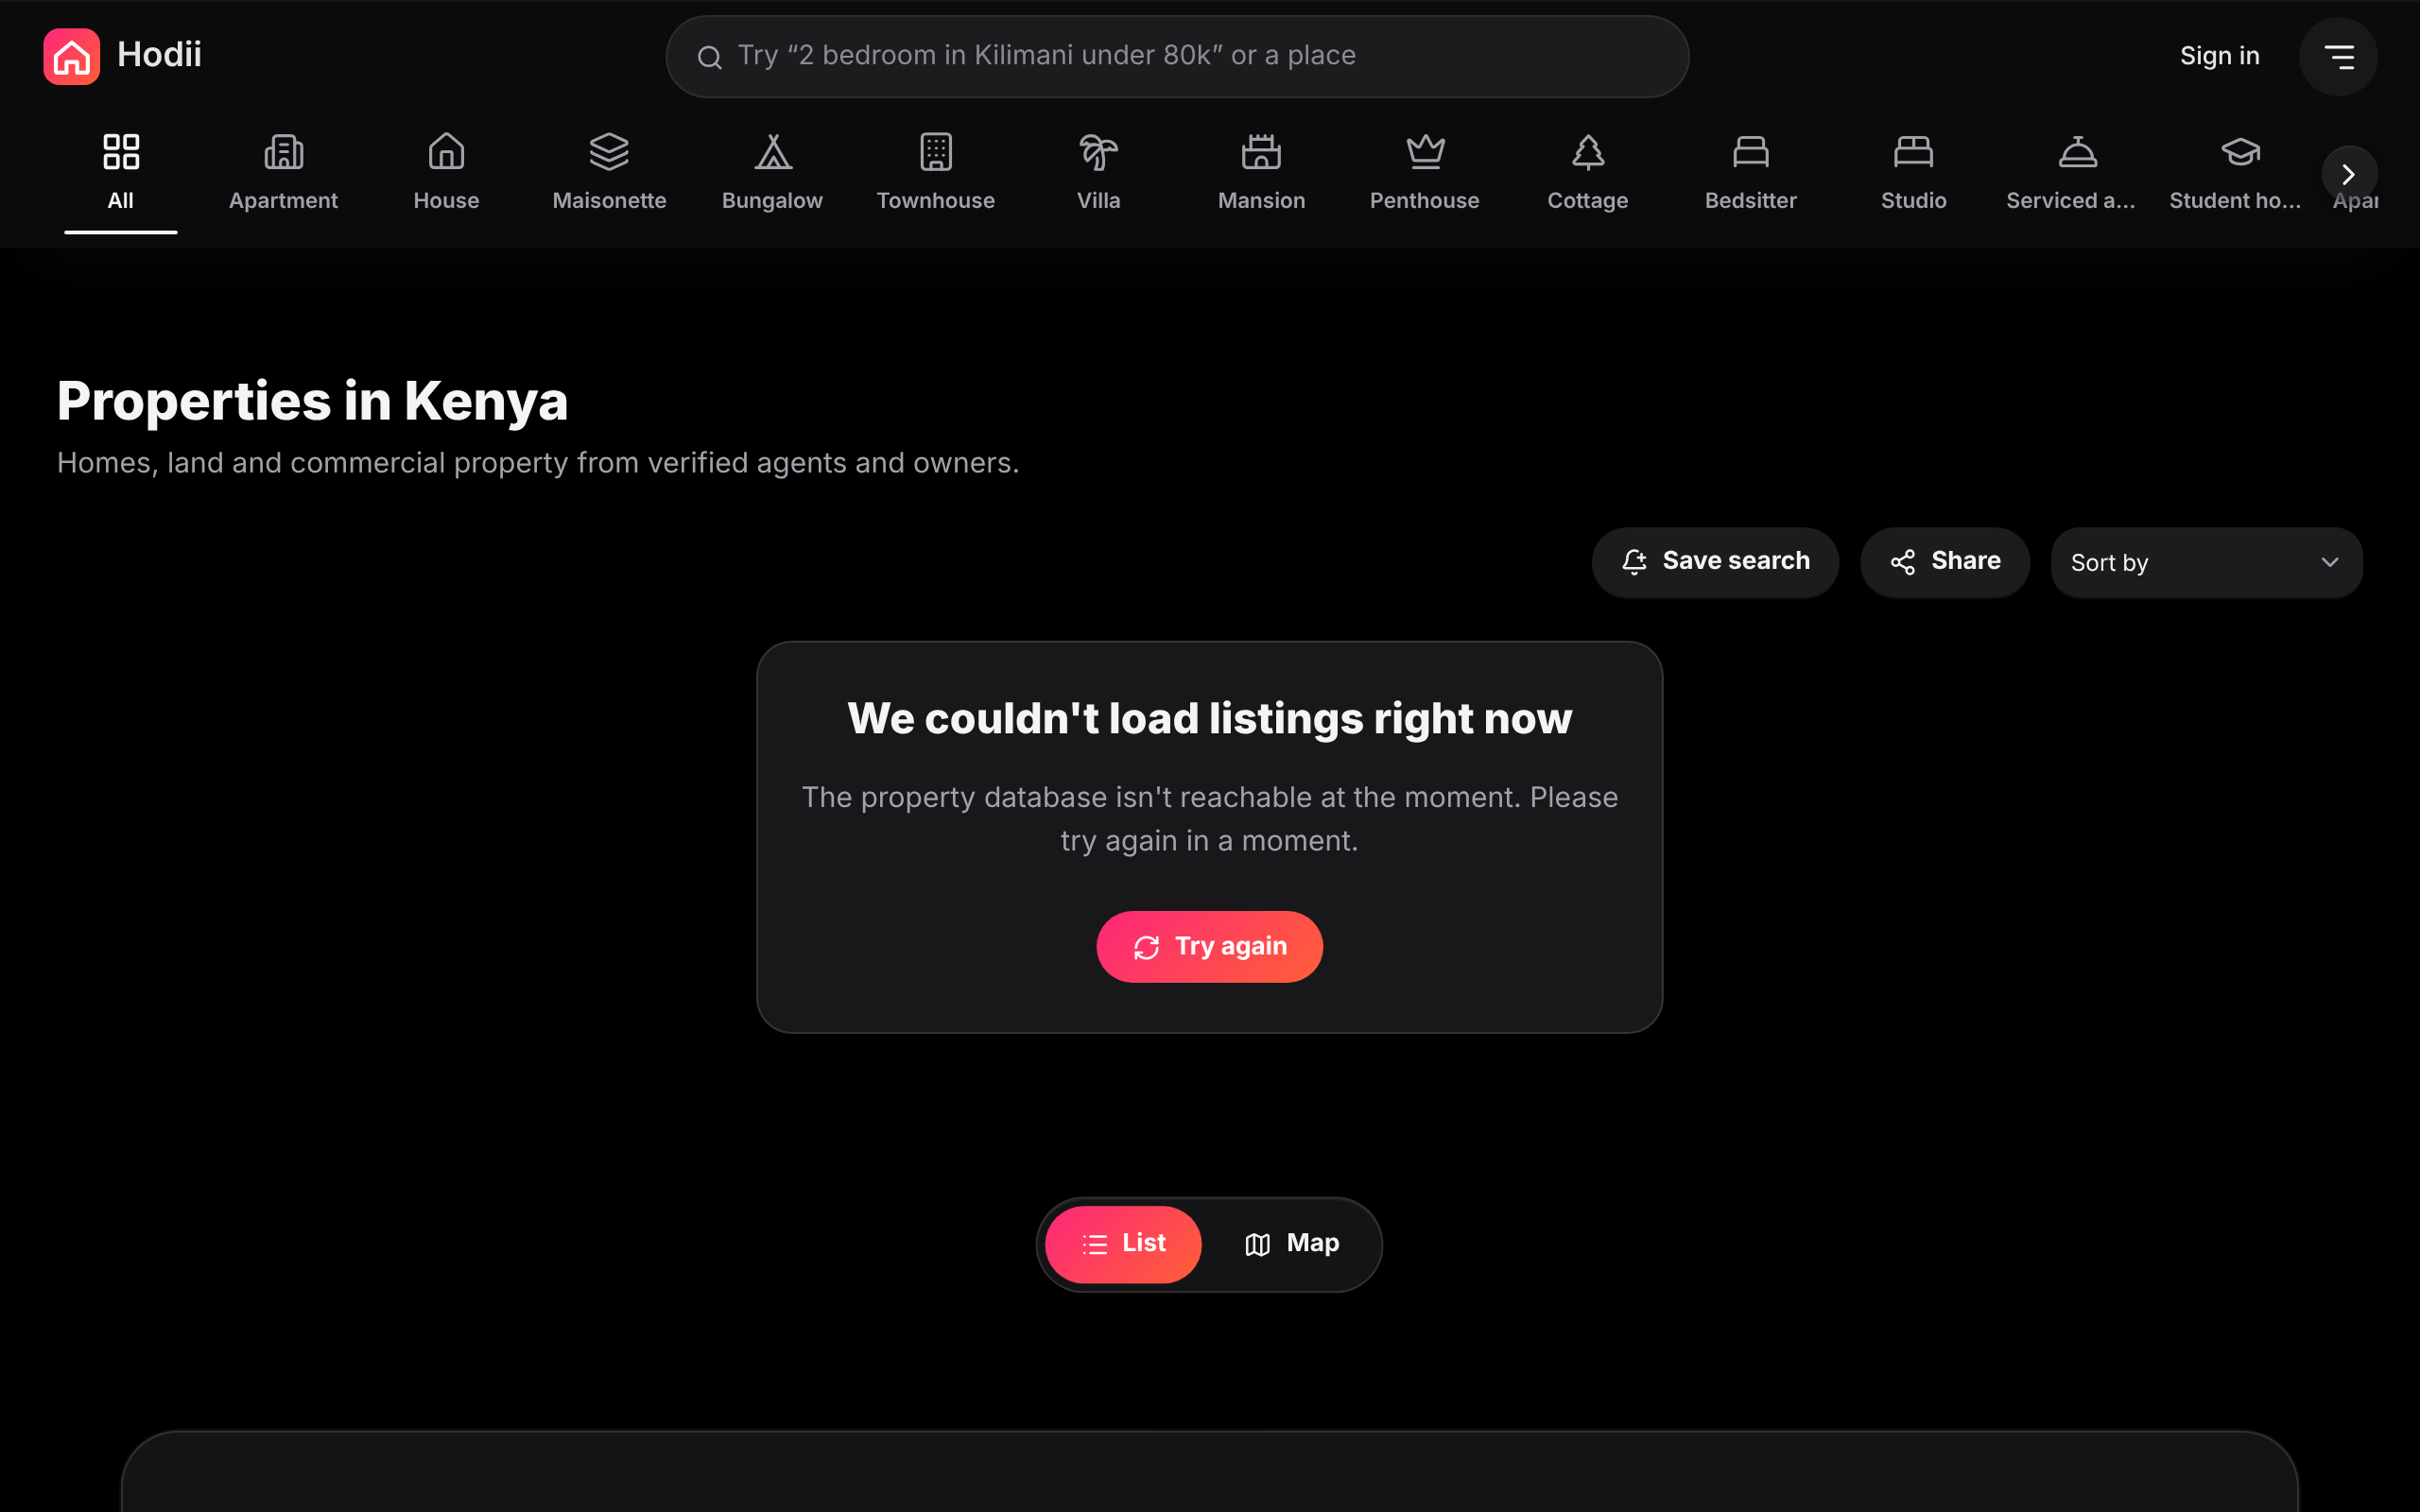 Hodii
Try “2 bedroom in Kilimani under 80k” or a place
Sign in
All
Apartment
House
Maisonette
Bungalow
Townhouse
Villa
Mansion
Penthouse
Cottage
Bedsitter
Studio
Serviced a...
Student ho...
Apar
Properties in Kenya
Homes, land and commercial property from verified agents and owners.
Save search
Share
Sort by
We couldn't load listings right now
The property database isn't reachable at the moment. Please
try again in a moment.
Try again
List
Map